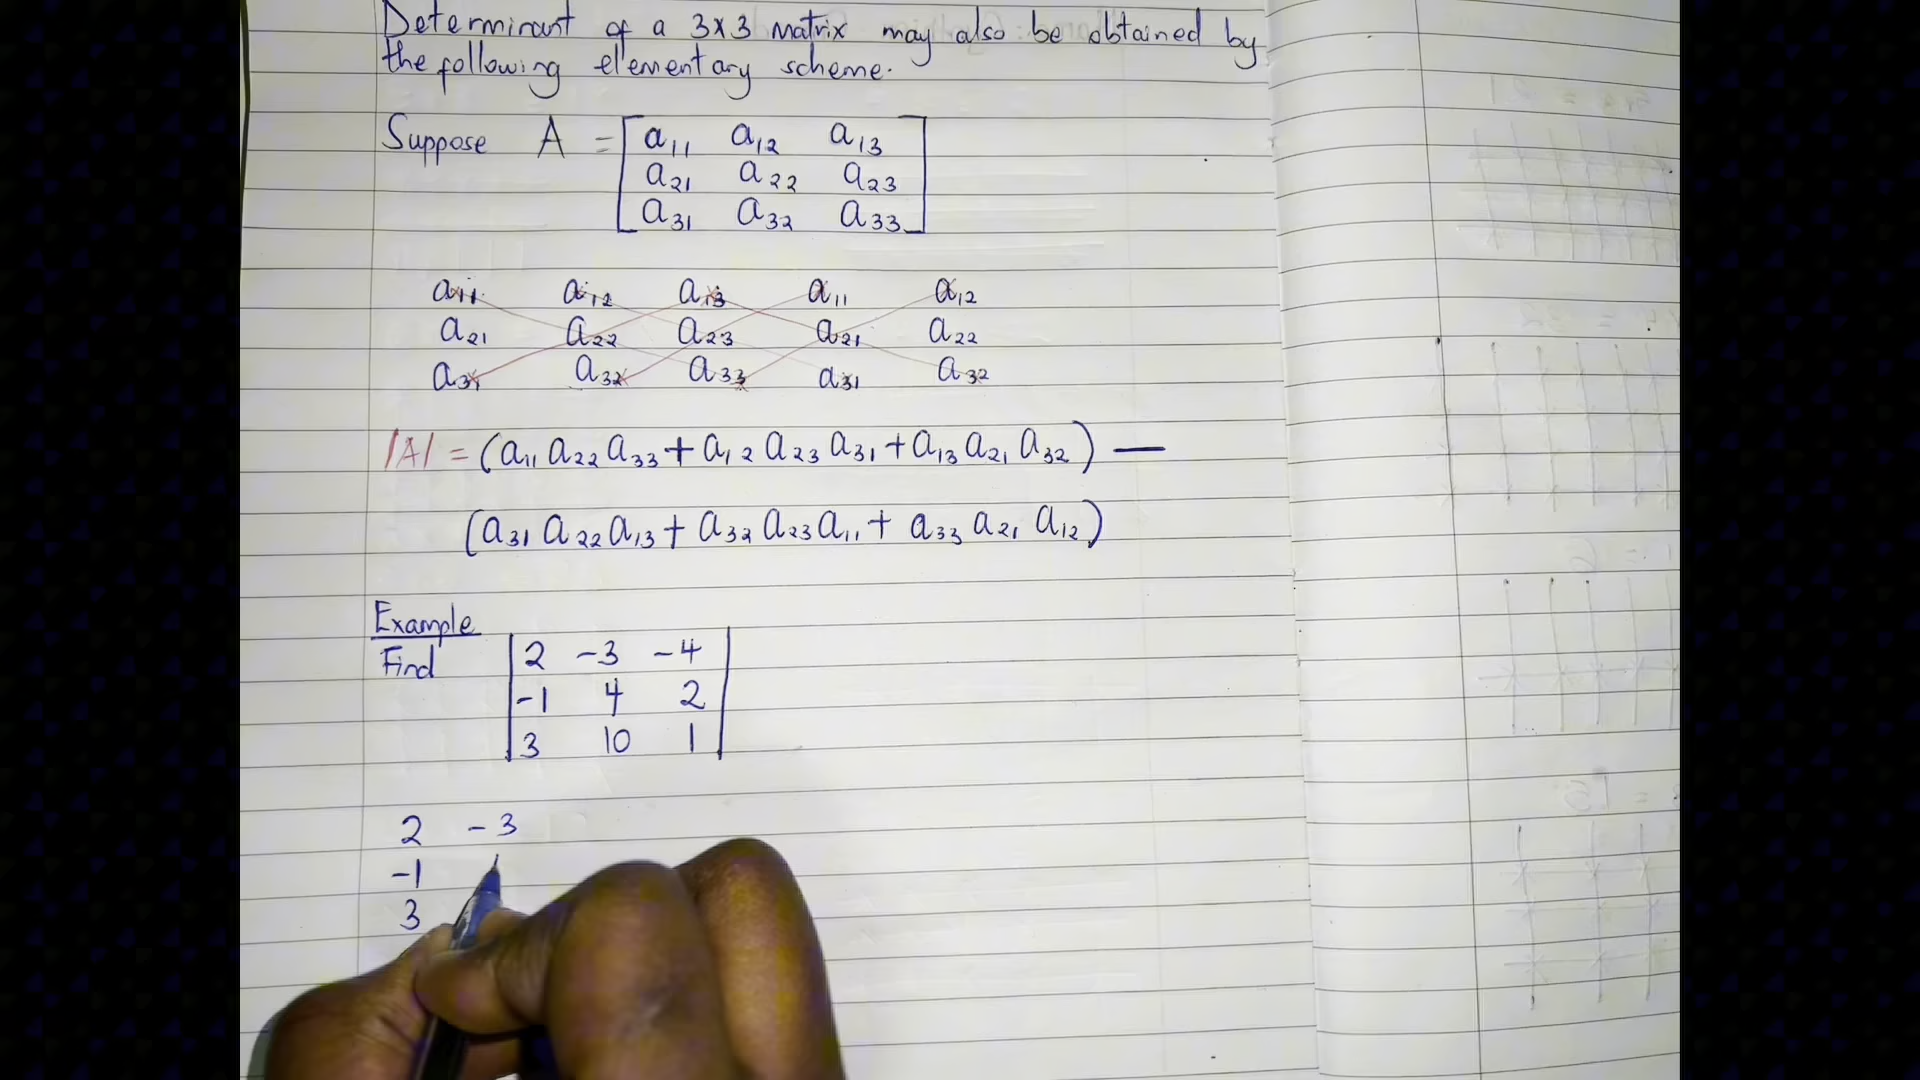 Determinant of a 3x3 matrix may also be obtained by
the following elementary scheme.
Suppose A = [a₁₁ a₁₂ a₁₃
a₂₁ a₂₂ a₂₃
a₃₁ a₃₂ a₃₃]
a₁₁ a₁₂ a₁₃ a₁₁ a₁₂
a₂₁ a₂₂ a₂₃ a₂₁ a₂₂
a₃₁ a₃₂ a₃₃ a₃₁ a₃₂
|A| = (a₁₁ a₂₂ a₃₃ + a₁₂ a₂₃ a₃₁ + a₁₃ a₂₁ a₃₂) —
(a₃₁ a₂₂ a₁₃ + a₃₂ a₂₃ a₁₁ + a₃₃ a₂₁ a₁₂)
Example
Find |2 -3 -4|
|-1 4 2|
|3 10 1|
2 -3
-1
3